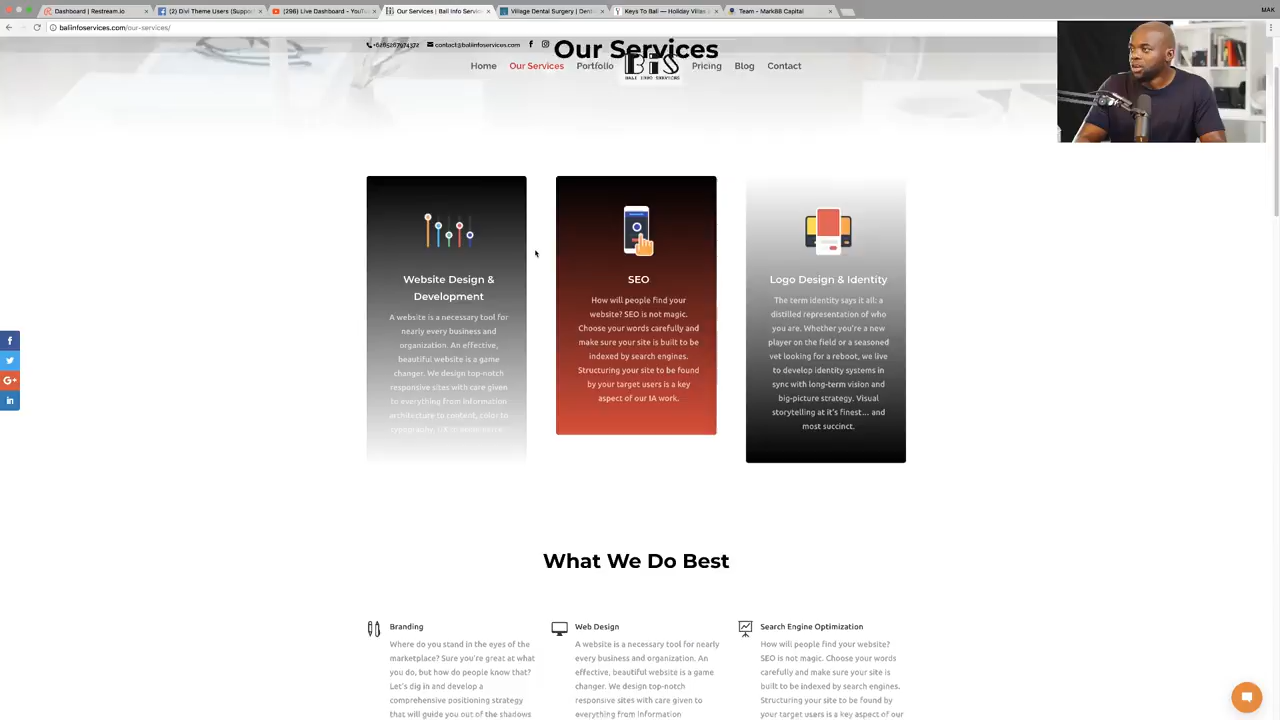 Dashboard | Restream.io
(2) Divi Theme Users (Suppo
(296) Live Dashboard - YouTu
Our Services | Bali Info Servic
Village Dental Surgery | Dent
Keys To Bali — Holiday Villas
Team - Mark88 Capital
MAK
baliinfoservices.com/our-services/
+6285267974372
contact@baliinfoservices.com
Our Services
Home
Our Services
Portfolio
BIS
BALI INFO SERVICES
Pricing
Blog
Contact
Website Design &
Development
A website is a necessary tool for
nearly every business and
organization. An effective,
beautiful website is a game
changer. We design top-notch
responsive sites with care given
to everything from information
architecture to content, color to
typography, UX to
SEO
How will people find your
website? SEO is not magic.
Choose your words carefully and
make sure your site is built to be
indexed by search engines.
Structuring your site to be found
by your target users is a key
aspect of our IA work.
Logo Design & Identity
The term identity says it all: a
distilled representation of who
you are. Whether you're a new
player on the field or a seasoned
vet looking for a reboot, we live
to develop identity systems in
sync with long-term vision and
big-picture strategy. Visual
storytelling at it's finest... and
most succinct.
What We Do Best
Branding
Where do you stand in the eyes of the
marketplace? Sure you're great at what
you do, but how do people know that?
Let's dig in and develop a
comprehensive positioning strategy
that will guide you out of the shadows
Web Design
A website is a necessary tool for nearly
every business and organization. An
effective, beautiful website is a game
changer. We design top-notch
responsive sites with care given to
everything from information
Search Engine Optimization
How will people find your website?
SEO is not magic. Choose your words
carefully and make sure your site is
built to be indexed by search engines.
Structuring your site to be found by
your target users is a key aspect of our